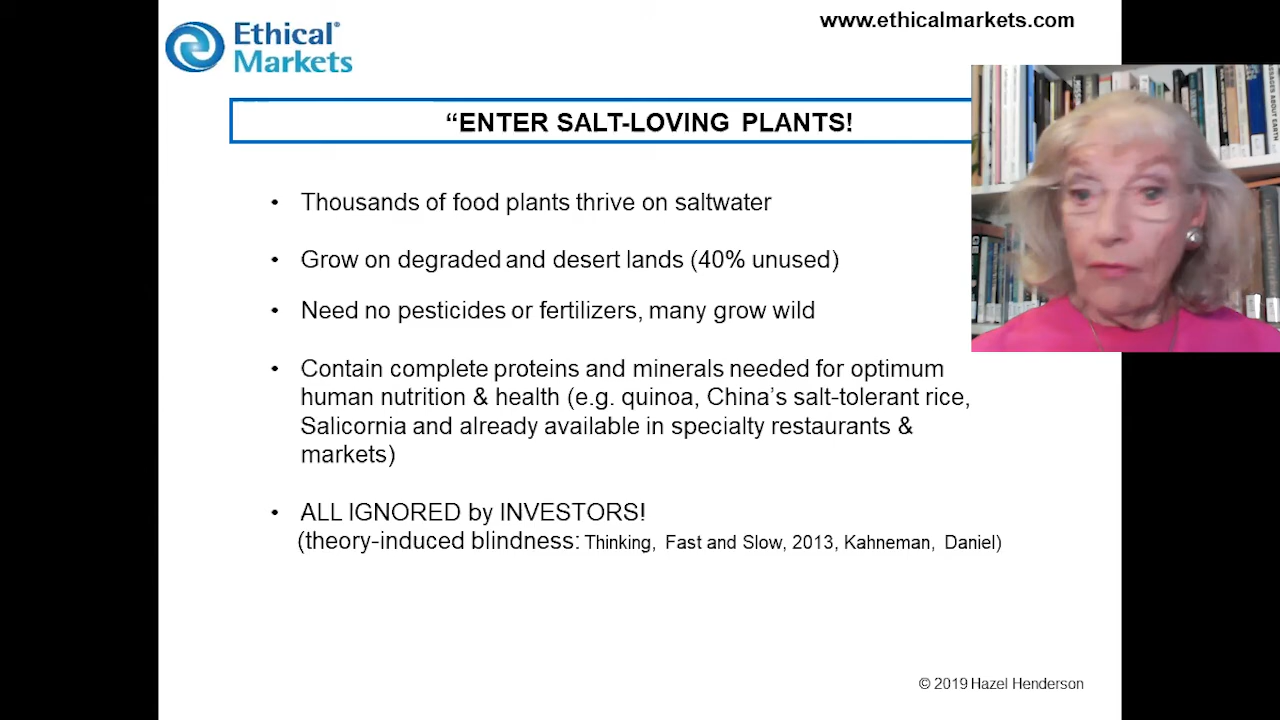 www.ethicalmarkets.com
Ethical®
Markets
“ENTER SALT-LOVING PLANTS!
• Thousands of food plants thrive on saltwater
• Grow on degraded and desert lands (40% unused)
• Need no pesticides or fertilizers, many grow wild
• Contain complete proteins and minerals needed for optimum
human nutrition & health (e.g. quinoa, China’s salt-tolerant rice,
Salicornia and already available in specialty restaurants &
markets)
• ALL IGNORED by INVESTORS!
(theory-induced blindness: Thinking, Fast and Slow, 2013, Kahneman, Daniel)
© 2019 Hazel Henderson